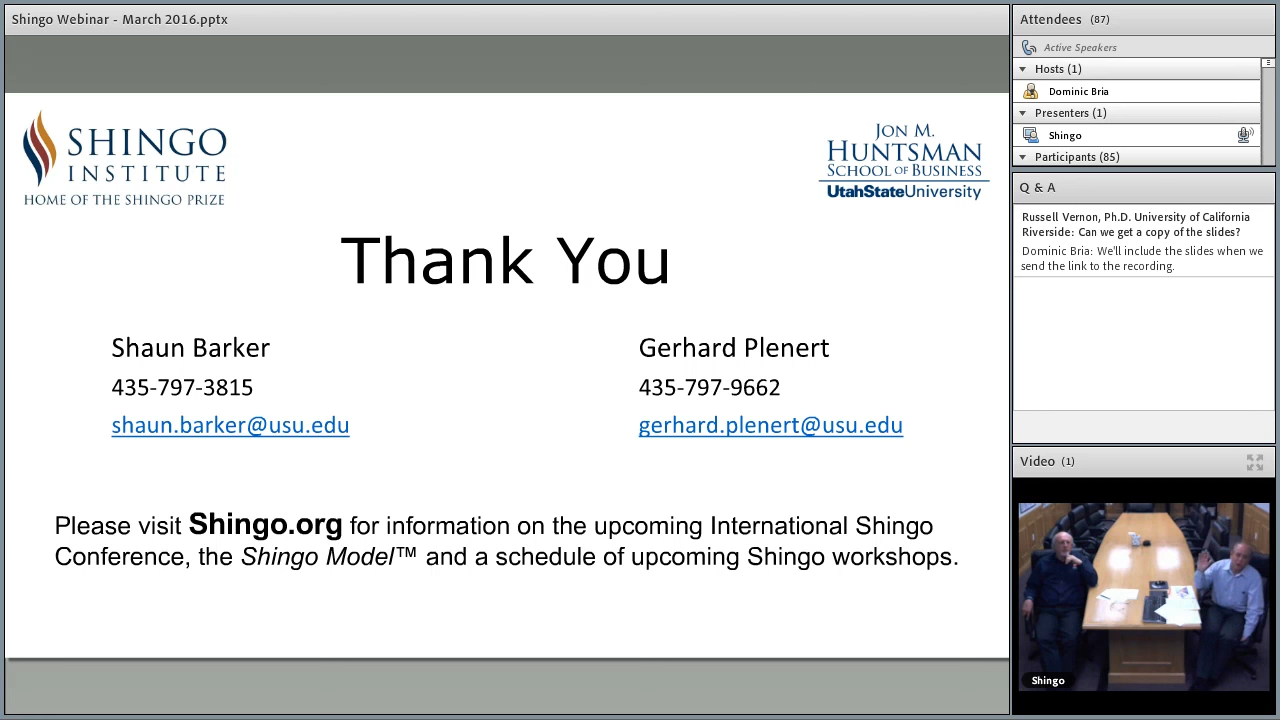 Shingo Webinar - March 2016.pptx
SHINGO
INSTITUTE
HOME OF THE SHINGO PRIZE
JON M.
HUNTSMAN
SCHOOL OF BUSINESS
UtahStateUniversity
Thank You
Shaun Barker
435-797-3815
shaun.barker@usu.edu
Gerhard Plenert
435-797-9662
gerhard.plenert@usu.edu
Please visit Shingo.org for information on the upcoming International Shingo
Conference, the Shingo Model™ and a schedule of upcoming Shingo workshops.
Attendees (87)
Active Speakers
Hosts (1)
Dominic Bria
Presenters (1)
Shingo
Participants (85)
Q & A
Russell Vernon, Ph.D. University of California
Riverside: Can we get a copy of the slides?
Dominic Bria: We'll include the slides when we
send the link to the recording.
Video (1)
Shingo